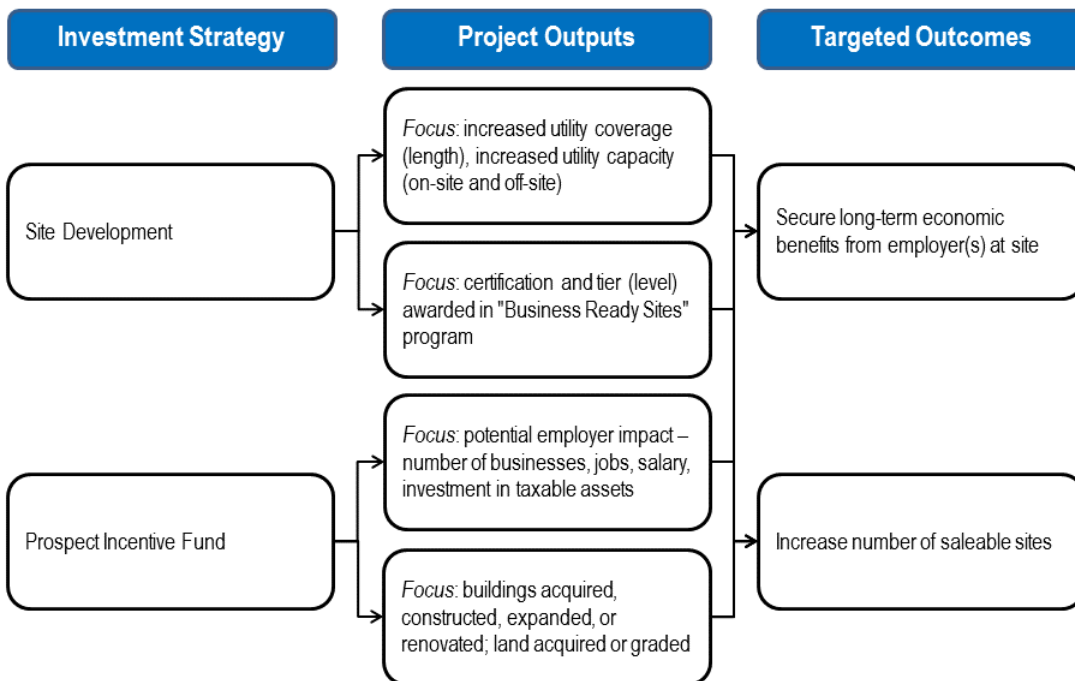 Investment Strategy
Project Outputs
Targeted Outcomes
Site Development
Prospect Incentive Fund
Focus: increased utility coverage
(length), increased utility capacity
(on-site and off-site)
Focus: certification and tier (level)
awarded in "Business Ready Sites"
program
Focus: potential employer impact –
number of businesses, jobs, salary,
investment in taxable assets
Focus: buildings acquired,
constructed, expanded, or
renovated; land acquired or graded
Secure long-term economic
benefits from employer(s) at site
Increase number of saleable sites